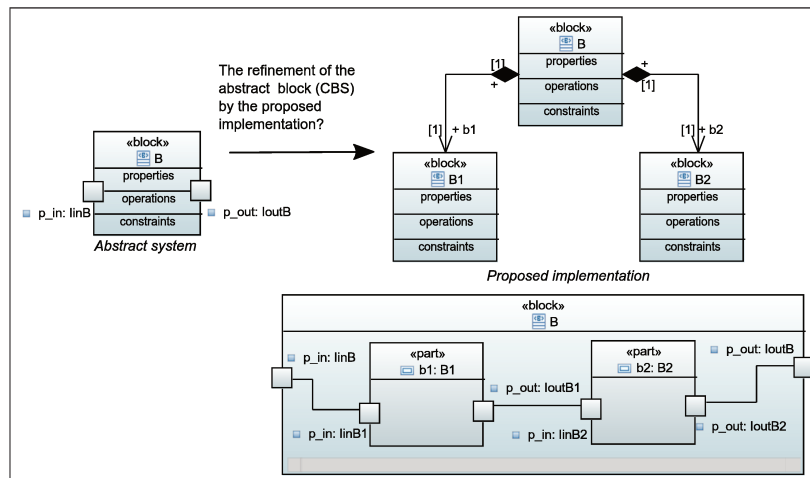 The refinement of the
abstract block (CBS)
by the proposed
implementation?
«block»
B
properties
operations
constraints
p_in: IinB
p_out: IoutB
Abstract system
«block»
B
properties
operations
constraints
[1]
+
+
[1]
[1] + b1
[1] + b2
«block»
B1
properties
operations
constraints
«block»
B2
properties
operations
constraints
Proposed implementation
«block»
B
p_in: IinB
«part»
b1: B1
p_in: IinB1
p_out: IoutB1
«part»
b2: B2
p_in: IinB2
p_out: IoutB
p_out: IoutB2